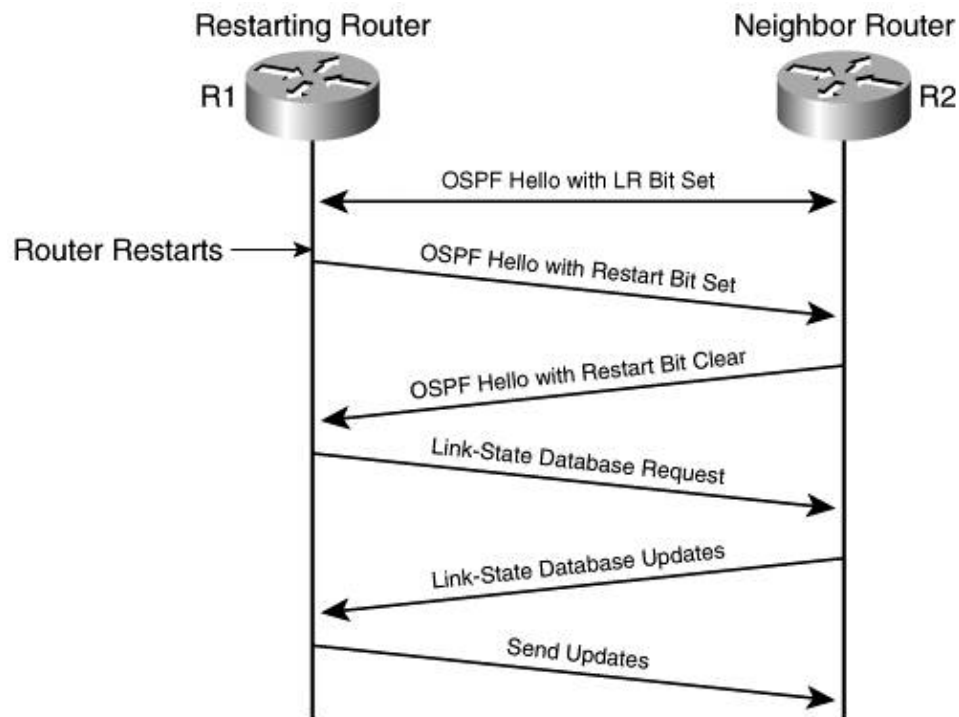 Restarting Router
Neighbor Router
R1
R2
OSPF Hello with LR Bit Set
Router Restarts
OSPF Hello with Restart Bit Set
OSPF Hello with Restart Bit Clear
Link-State Database Request
Link-State Database Updates
Send Updates